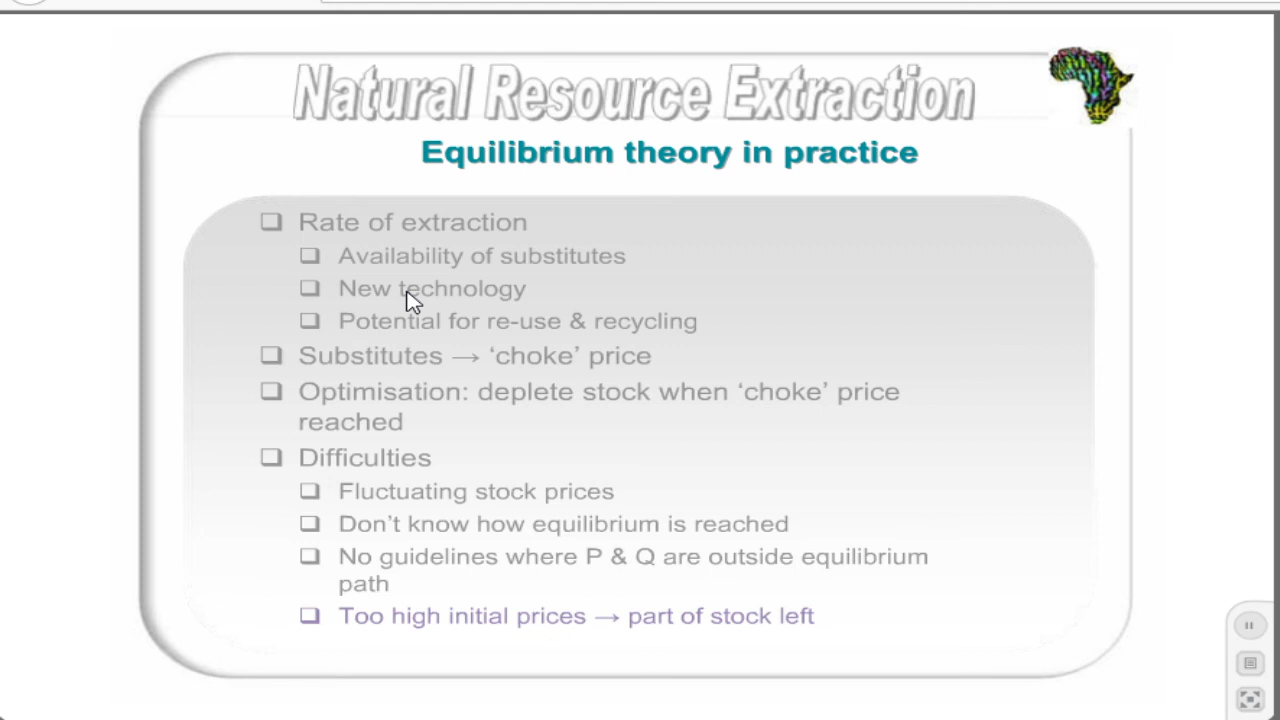 Natural Resource Extraction
Equilibrium theory in practice
Rate of extraction
Availability of substitutes
New technology
Potential for re-use & recycling
Substitutes → ‘choke’ price
Optimisation: deplete stock when ‘choke’ price
reached
Difficulties
Fluctuating stock prices
Don’t know how equilibrium is reached
No guidelines where P & Q are outside equilibrium
path
Too high initial prices → part of stock left